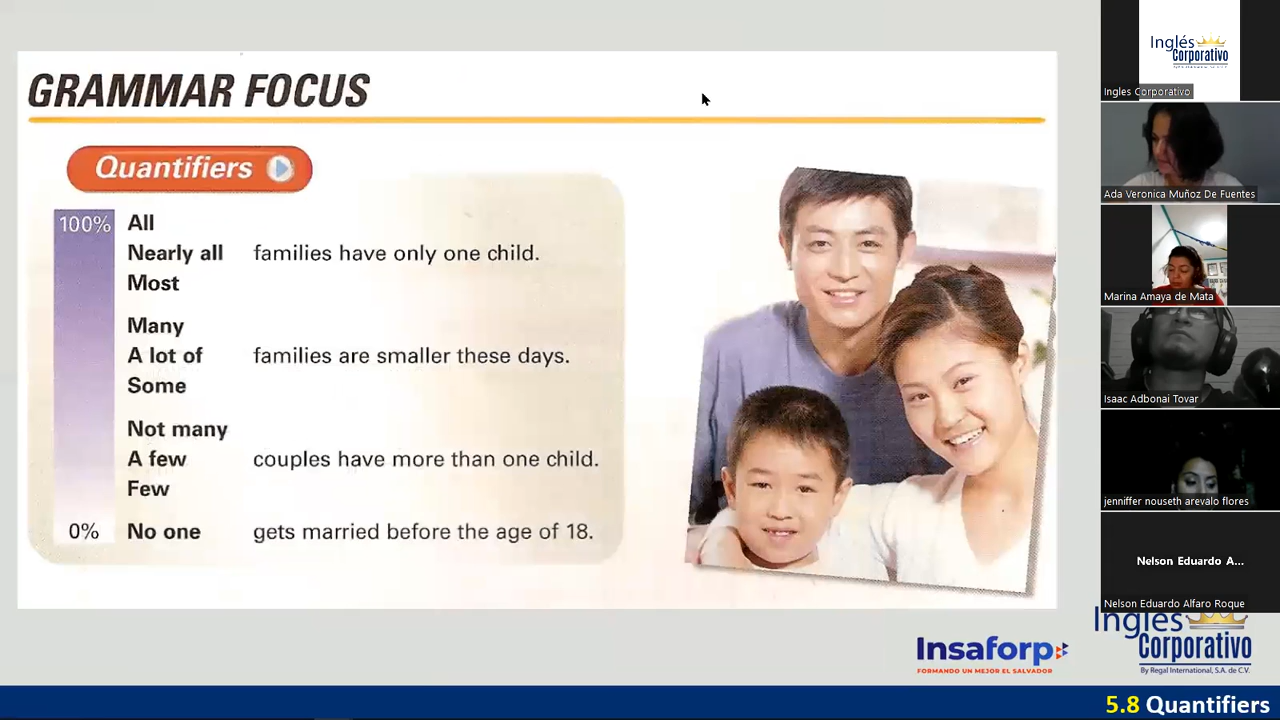 GRAMMAR FOCUS
Quantifiers
100% All
Nearly all families have only one child.
Most
Many
A lot of families are smaller these days.
Some
Not many
A few couples have more than one child.
Few
0% No one gets married before the age of 18.
Inglés
Corporativo
Ingles Corporativo
Ada Veronica Muñoz De Fuentes
Marina Amaya de Mata
Isaac Adbonai Tovar
jenniffer nouseth arevalo flores
Nelson Eduardo A...
Nelson Eduardo Alfaro Roque
Insaforp
FORMANDO UN MEJOR EL SALVADOR
Inglés
Corporativo
By Regal International, S.A. de C.V.
5.8 Quantifiers